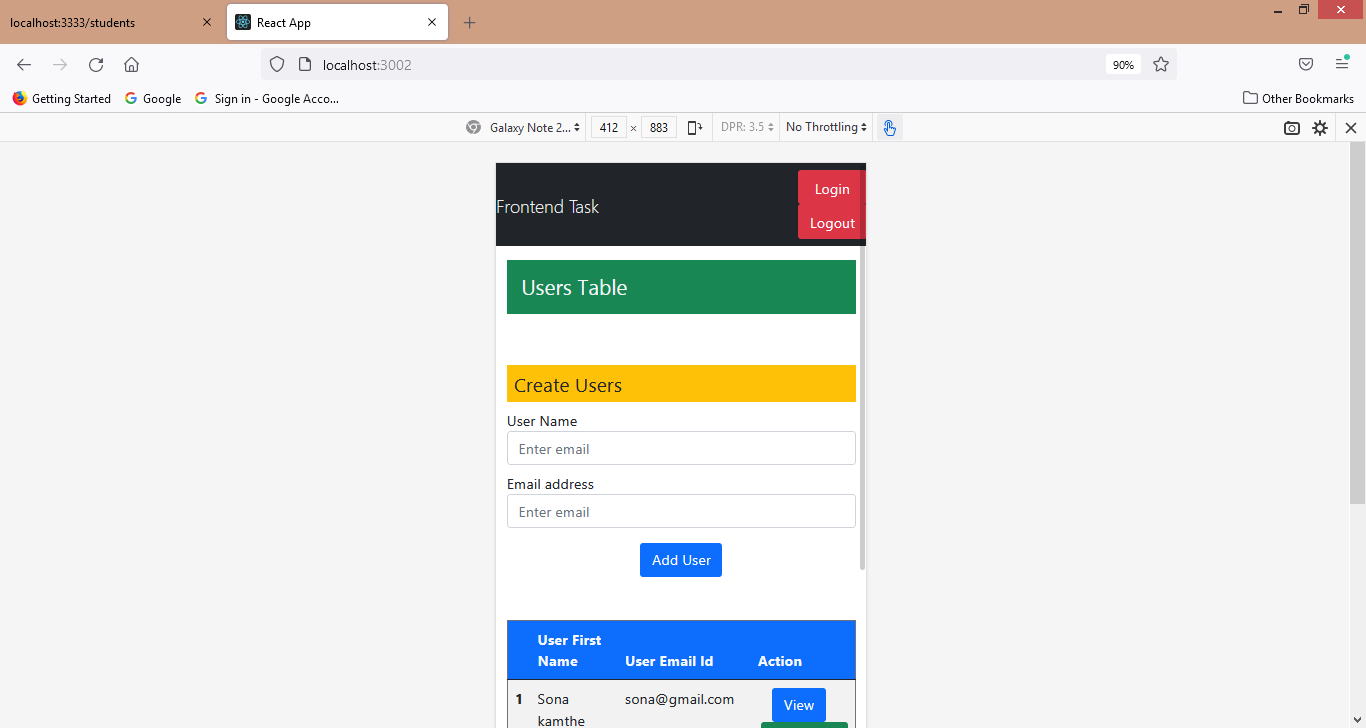 localhost:3333/students
React App
localhost:3002
90%
Getting Started
Google
Sign in - Google Acco...
Other Bookmarks
Galaxy Note 2...
412 × 883
DPR: 3.5
No Throttling
Login
Frontend Task
Logout
Users Table
Create Users
User Name
Enter email
Email address
Enter email
Add User
User First
Name
User Email Id
Action
1
Sona
kamthe
sona@gmail.com
View